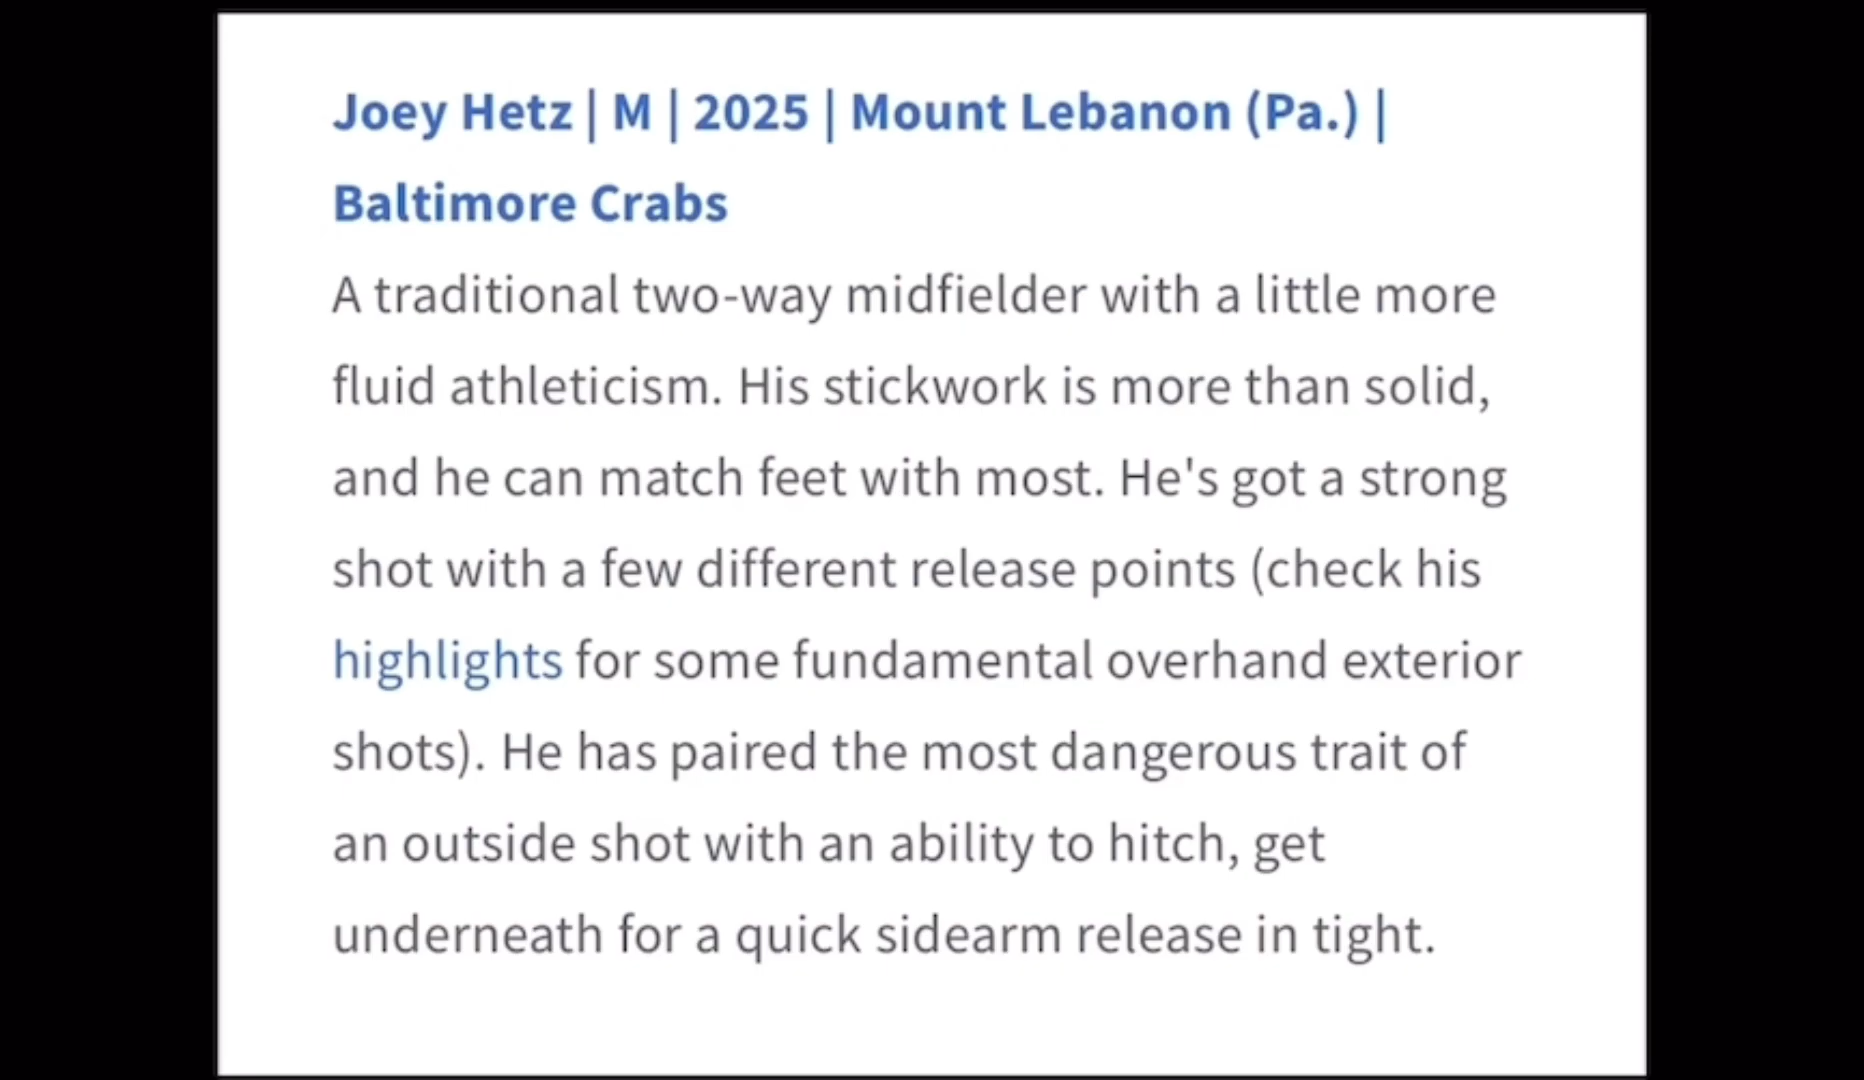 Joey Hetz | M | 2025 | Mount Lebanon (Pa.) |
Baltimore Crabs
A traditional two-way midfielder with a little more
fluid athleticism. His stickwork is more than solid,
and he can match feet with most. He's got a strong
shot with a few different release points (check his
highlights for some fundamental overhand exterior
shots). He has paired the most dangerous trait of
an outside shot with an ability to hitch, get
underneath for a quick sidearm release in tight.